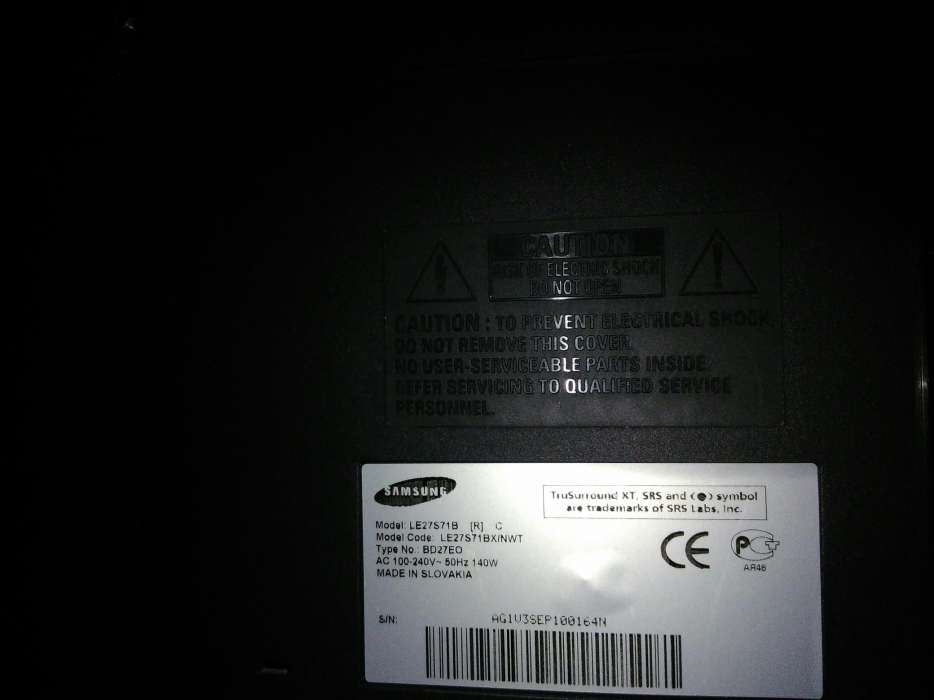 CAUTION
RISK OF ELECTRIC SHOCK
DO NOT OPEN
CAUTION : TO PREVENT ELECTRICAL SHOCK,
DO NOT REMOVE THIS COVER.
NO USER-SERVICEABLE PARTS INSIDE.
REFER SERVICING TO QUALIFIED SERVICE
PERSONNEL.
SAMSUNG
TruSurround XT, SRS and (●) symbol
are trademarks of SRS Labs, Inc.
Model: LE27S71B [R] C
Model Code: LE27S71BX/NWT
Type No.: BD27EO
AC 100-240V~ 50Hz 140W
MADE IN SLOVAKIA
CE
PCT
AR46
S/N: AG1V3SEP100164N